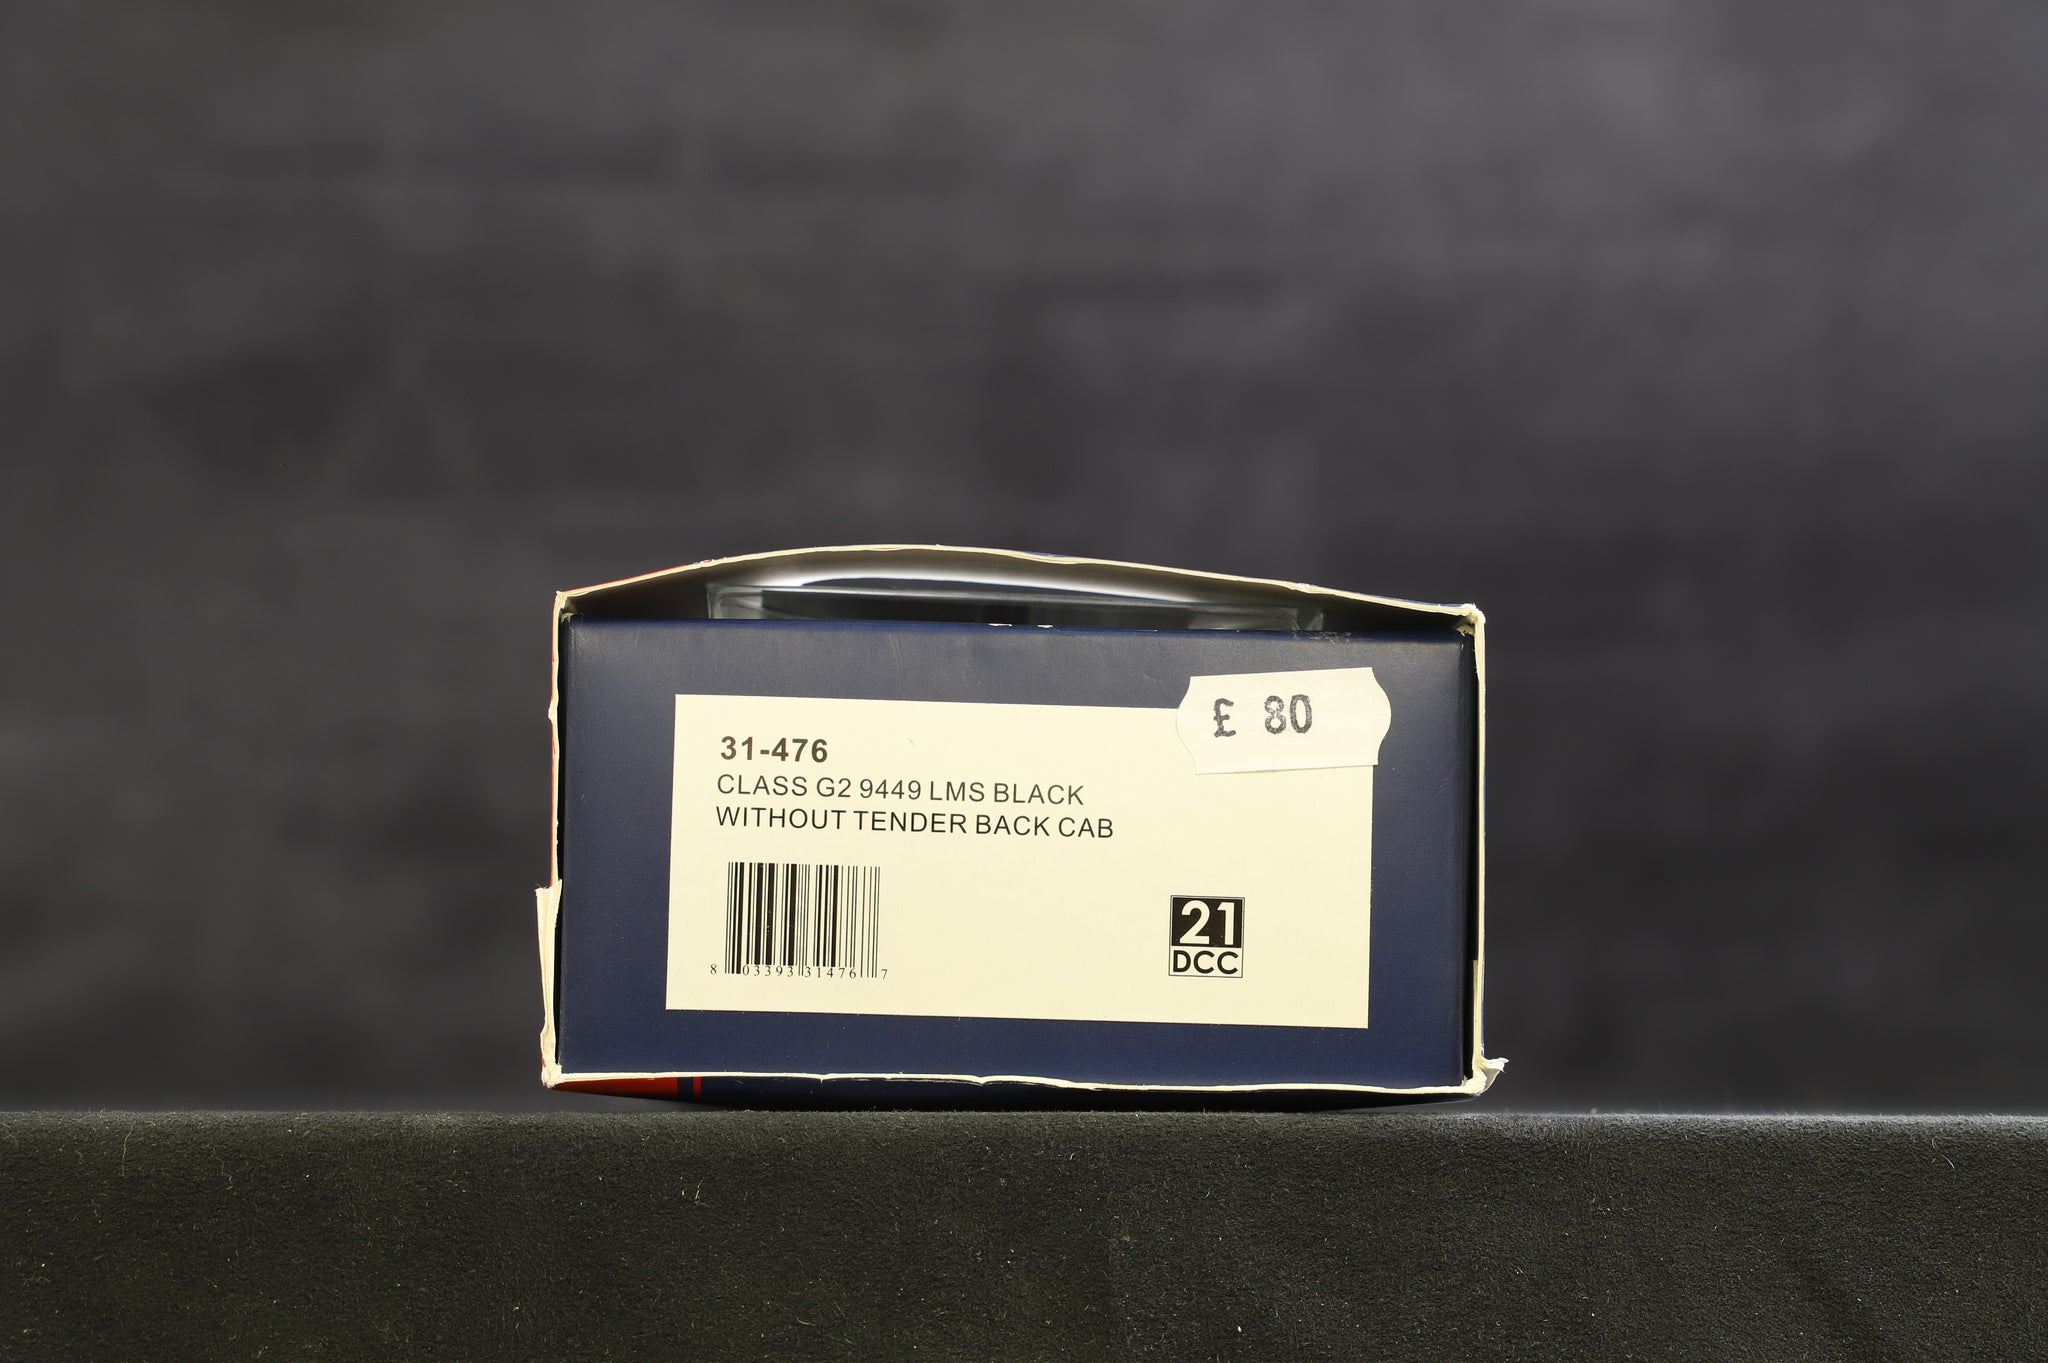 £ 80
31-476
CLASS G2 9449 LMS BLACK
WITHOUT TENDER BACK CAB
8 03393 31476 7
21
DCC